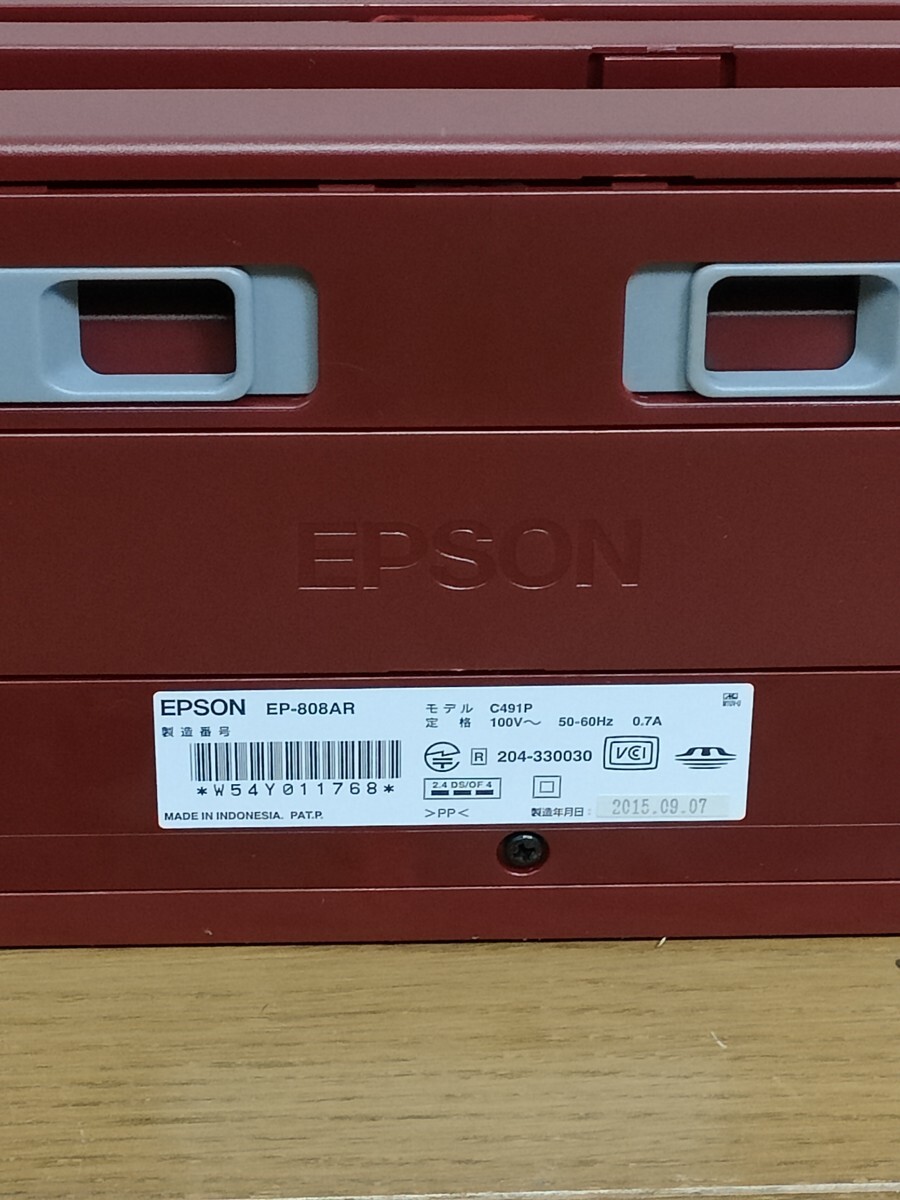 EPSON
EPSON EP-808AR
製造番号
*W54Y011768*
MADE IN INDONESIA. PAT.P.
モデル C491P
定格 100V～ 50-60Hz 0.7A
R 204-330030 VCCI
2.4 DS/OF 4
>PP<
製造年月日: 2015.09.07